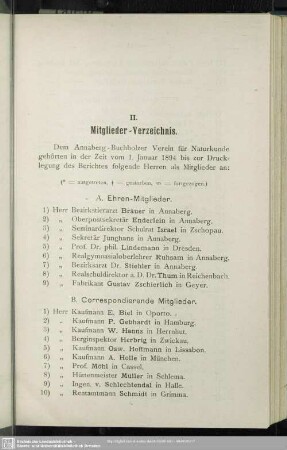 II.
Mitglieder-Verzeichnis.
Dem Annaberg-Buchholzer Verein für Naturkunde
gehörten in der Zeit vom 1. Januar 1894 bis zur Druck-
legung des Berichtes folgende Herren als Mitglieder an:
(* = ausgetreten, † = gestorben, = fortgezogen.)
A. Ehren-Mitglieder.
1) Herr Bezirkstierarzt Bräuer in Annaberg.
2) „ Oberpostsekretär Enderlein in Annaberg.
3) „ Seminardirektor Schulrat Israel in Zschopau.
4) „ Sekretär Junghans in Annaberg.
5) „ Prof. Dr. phil. Lindemann in Dresden.
6) „ Realgymnasialoberlehrer Ruhsam in Annaberg.
7) „ Bezirksarzt Dr. Stiehler in Annaberg.
8) „ Realschuldirektor a. D. Dr. Thum in Reichenbach.
9) „ Fabrikant Gustav Zschierlich in Geyer.
B. Correspondierende Mitglieder.
1) Herr Kaufmann E. Biel in Oporto.
2) „ Kaufmann P. Gebhardt in Hamburg.
3) „ Kaufmann W. Hannz in Herrnhut.
4) „ Berginspektor Herbrig in Zwickau.
5) „ Kaufmann Osw. Hoffmann in Lissabon.
6) „ Kaufmann A. Helle in München.
7) „ Prof. Möhl in Cassel.
8) „ Hüttenmeister Müller in Schlema.
9) „ Ingen. v. Schlechtendal in Halle.
10) „ Rentamtmann Schmidt in Grimma.